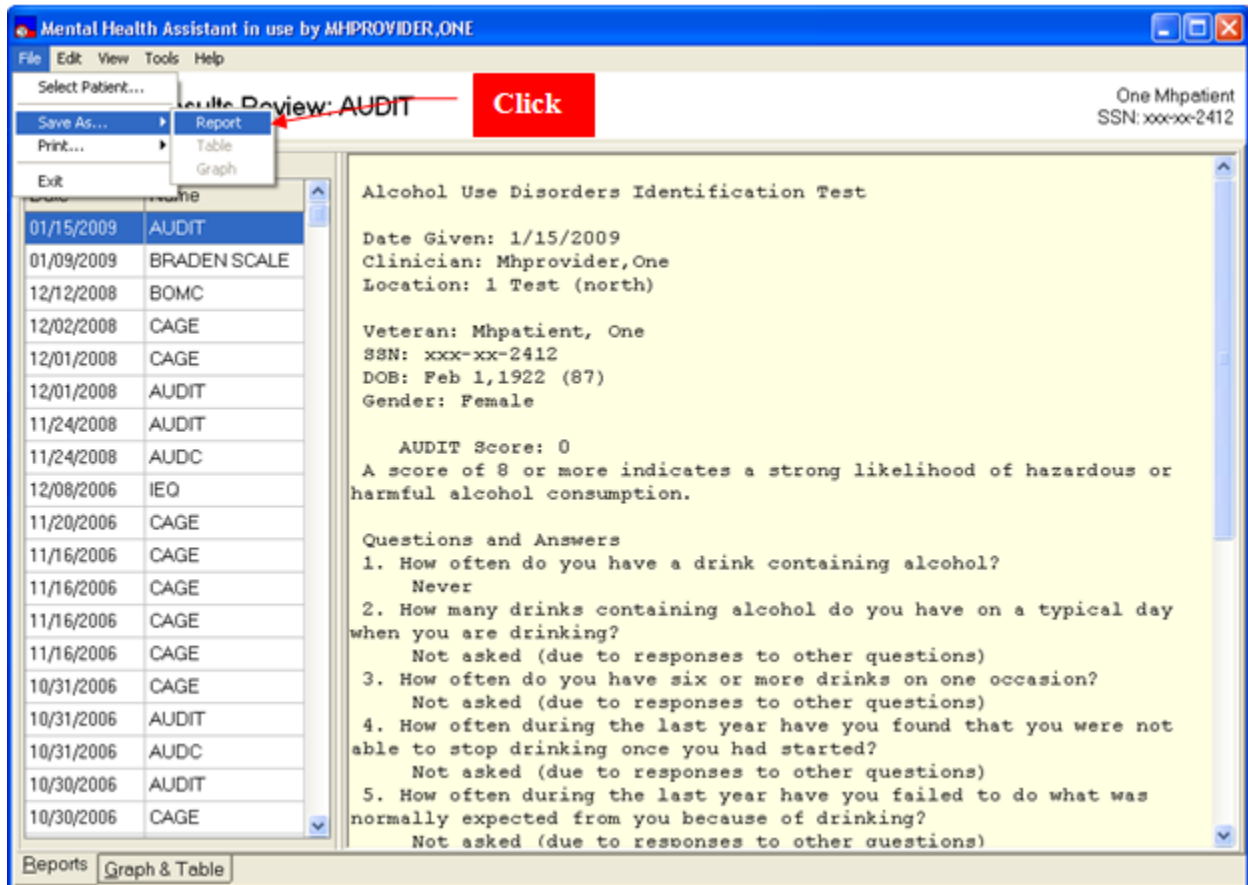 Mental Health Assistant in use by MHPROVIDER,ONE
File Edit View Tools Help
Select Patient...
Save As...
Print...
Exit
Report
Table
Graph
Review: AUDIT
Click
One Mhpatient
SSN: xxx-xx-2412
01/15/2009 AUDIT
01/09/2009 BRADEN SCALE
12/12/2008 BOMC
12/02/2008 CAGE
12/01/2008 CAGE
12/01/2008 AUDIT
11/24/2008 AUDIT
11/24/2008 AUDC
12/08/2006 IEQ
11/20/2006 CAGE
11/16/2006 CAGE
11/16/2006 CAGE
11/16/2006 CAGE
11/16/2006 CAGE
10/31/2006 CAGE
10/31/2006 AUDIT
10/31/2006 AUDC
10/30/2006 AUDIT
10/30/2006 CAGE
Alcohol Use Disorders Identification Test
Date Given: 1/15/2009
Clinician: Mhprovider,One
Location: 1 Test (north)
Veteran: Mhpatient, One
SSN: xxx-xx-2412
DOB: Feb 1,1922 (87)
Gender: Female
AUDIT Score: 0
A score of 8 or more indicates a strong likelihood of hazardous or
harmful alcohol consumption.
Questions and Answers
1. How often do you have a drink containing alcohol?
Never
2. How many drinks containing alcohol do you have on a typical day
when you are drinking?
Not asked (due to responses to other questions)
3. How often do you have six or more drinks on one occasion?
Not asked (due to responses to other questions)
4. How often during the last year have you found that you were not
able to stop drinking once you had started?
Not asked (due to responses to other questions)
5. How often during the last year have you failed to do what was
normally expected from you because of drinking?
Not asked (due to responses to other questions)
Reports Graph & Table